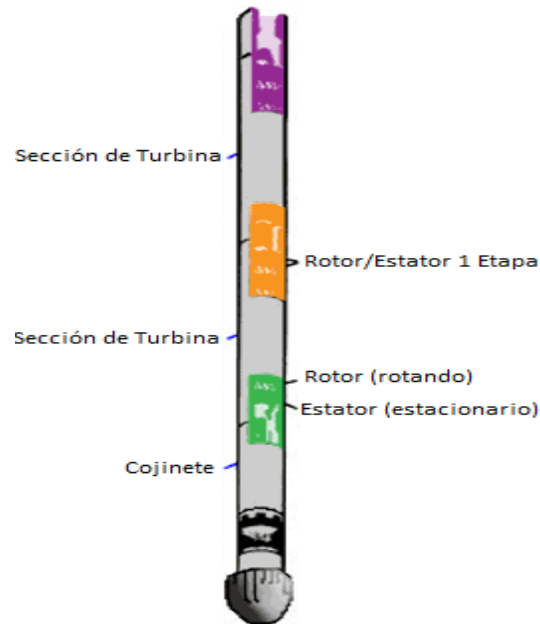 Sección de Turbina
Rotor/Estator 1 Etapa
Sección de Turbina
Rotor (rotando)
Estator (estacionario)
Cojinete